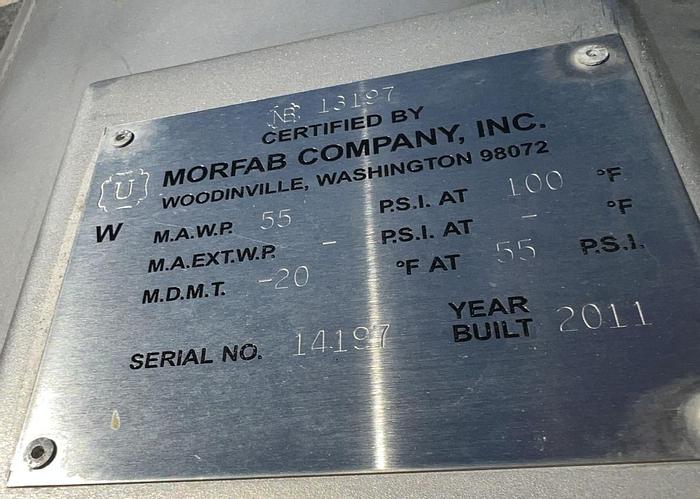 NB 13197
CERTIFIED BY
U MORFAB COMPANY, INC.
WOODINVILLE, WASHINGTON 98072
W M.A.W.P. 55 P.S.I. AT 100 °F
M.A.EXT.W.P. - P.S.I. AT - °F
M.D.M.T. -20 °F AT 55 P.S.I.
SERIAL NO. 14197 YEAR BUILT 2011